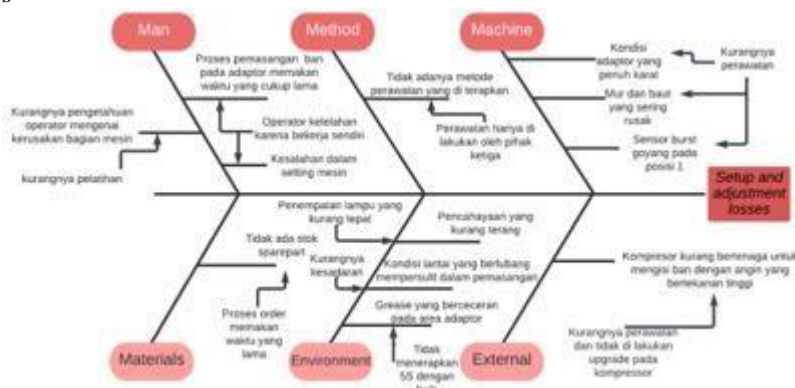 Man
Method
Machine
Proses pemasangan ban
pada adaptor memakan
waktu yang cukup lama
Kurangnya pengetahuan
operator mengenai
kerusakan bagian mesin
kurangnya pelatihan
Operator kelelahan
karena bekerja sendiri
Kesalahan dalam
setting mesin
Tidak adanya metode
perawatan yang di terapkan
Perawatan hanya di
lakukan oleh pihak
ketiga
Kondisi
adaptor yang
penuh karat
Kurangnya
perawatan
Mur dan baut
yang sering
rusak
Sensor burst
goyang pada
posisi 1
Setup and
adjustment
losses
Penempatan lampu yang
kurang tepat
Pencahayaan yang
kurang terang
Tidak ada stok
sparepart
Kurangnya
kesadaran
Kondisi lantai yang berlubang
mempersulit dalam pemasangan
Kompresor kurang bertenaga untuk
mengisi ban dengan angin yang
bertekanan tinggi
Proses order
memakan
waktu yang
lama
Grease yang berceceran
pada area adaptor
Tidak
menerapkan
5S dengan
Kurangnya perawatan
dan tidak di lakukan
upgrade pada
kompressor
Materials
Environment
External